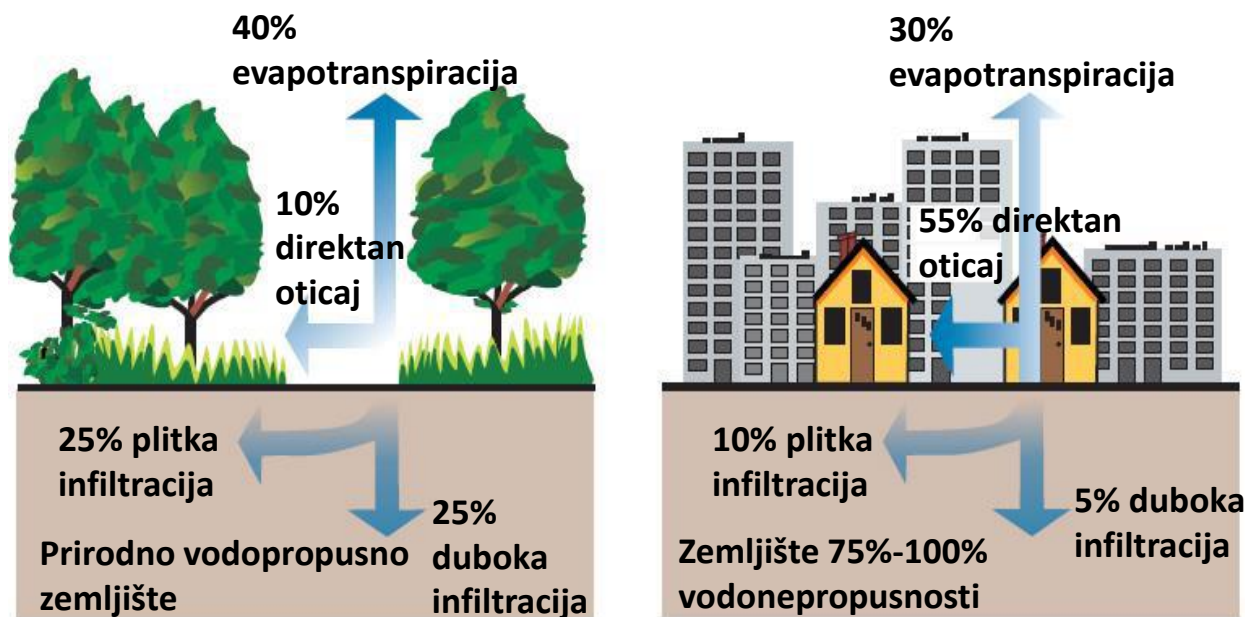 40%
evapotranspiracija
10%
direktan
oticaj
25% plitka
infiltracija
25%
duboka
infiltracija
Prirodno vodopropusno
zemljište
30%
evapotranspiracija
55% direktan
oticaj
10% plitka
infiltracija
5% duboka
infiltracija
Zemljište 75%-100%
vodonepropusnosti